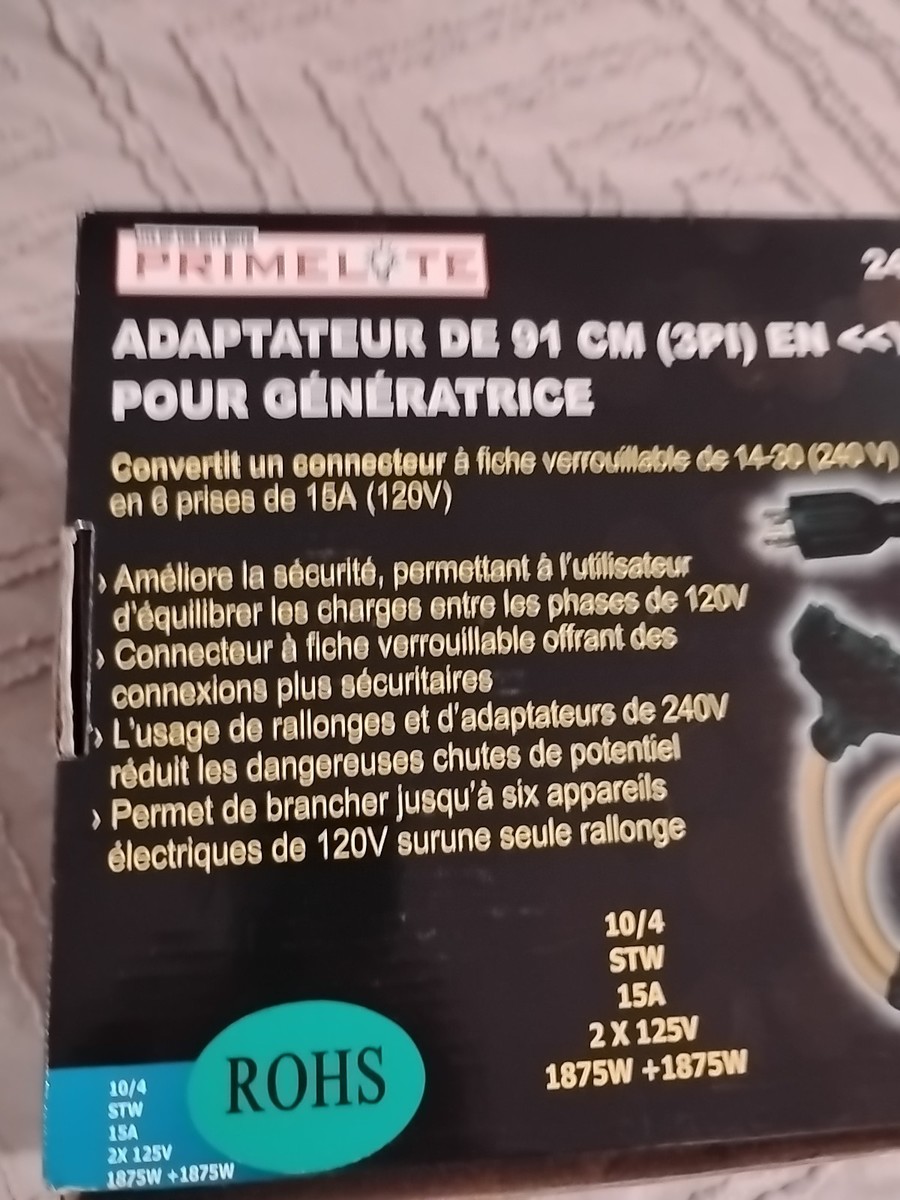 PRIMELITE
24
ADAPTATEUR DE 91 CM (3PI) EN <<Y
POUR GÉNÉRATRICE
Convertit un connecteur à fiche verrouillable de 14-30 (240 V)
en 6 prises de 15A (120V)
› Améliore la sécurité, permettant à l'utilisateur
d'équilibrer les charges entre les phases de 120V
› Connecteur à fiche verrouillable offrant des
connexions plus sécuritaires
› L'usage de rallonges et d'adaptateurs de 240V
réduit les dangereuses chutes de potentiel
› Permet de brancher jusqu'à six appareils
électriques de 120V surune seule rallonge
10/4
STW
15A
2 X 125V
1875W +1875W
ROHS
10/4
STW
15A
2X 125V
1875W +1875W